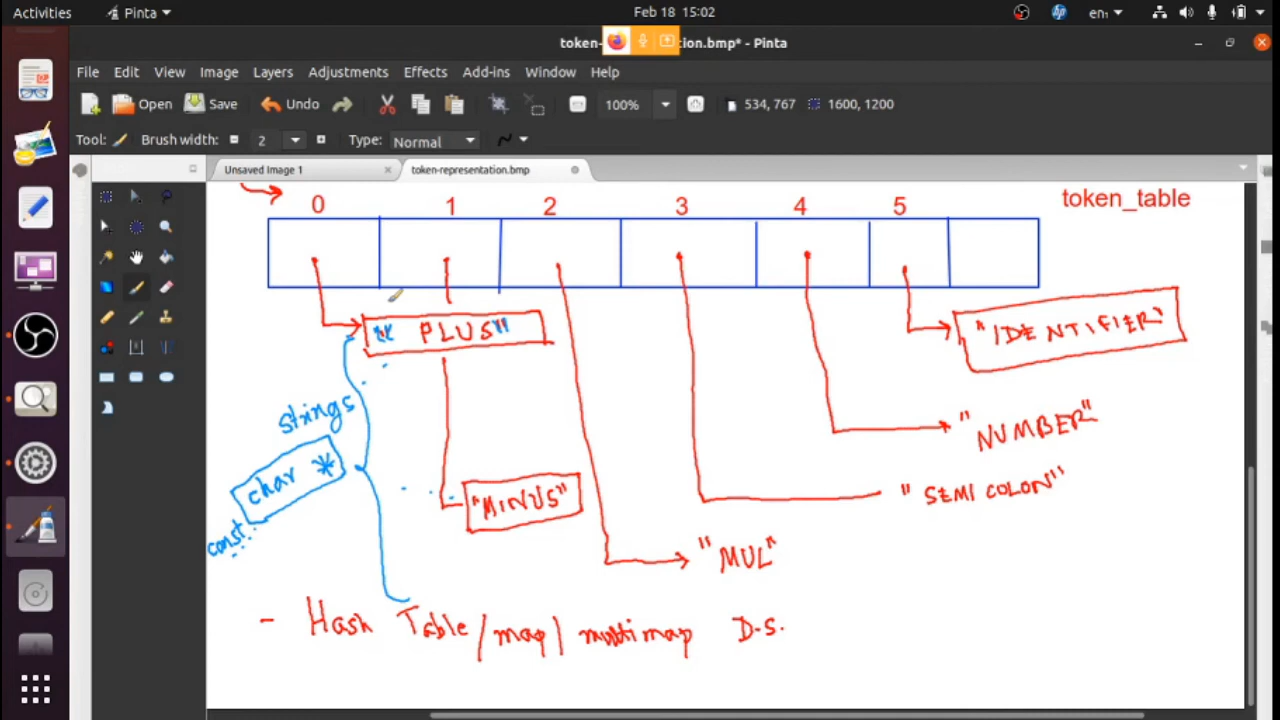 Activities Pinta Feb 18 15:02 en₁
token- ion.bmp* - Pinta
File Edit View Image Layers Adjustments Effects Add-ins Window Help
Open Save Undo 100% 534, 767 1600, 1200
Tool: Brush width: 2 Type: Normal
Unsaved Image 1 token-representation.bmp
0 1 2 3 4 5 token_table
"PLUS"
"IDENTIFIER"
strings
"NUMBER"
char *
"MINUS"
"SEMI COLON"
const
"MUL"
- Hash Table/map/multimap D.S.